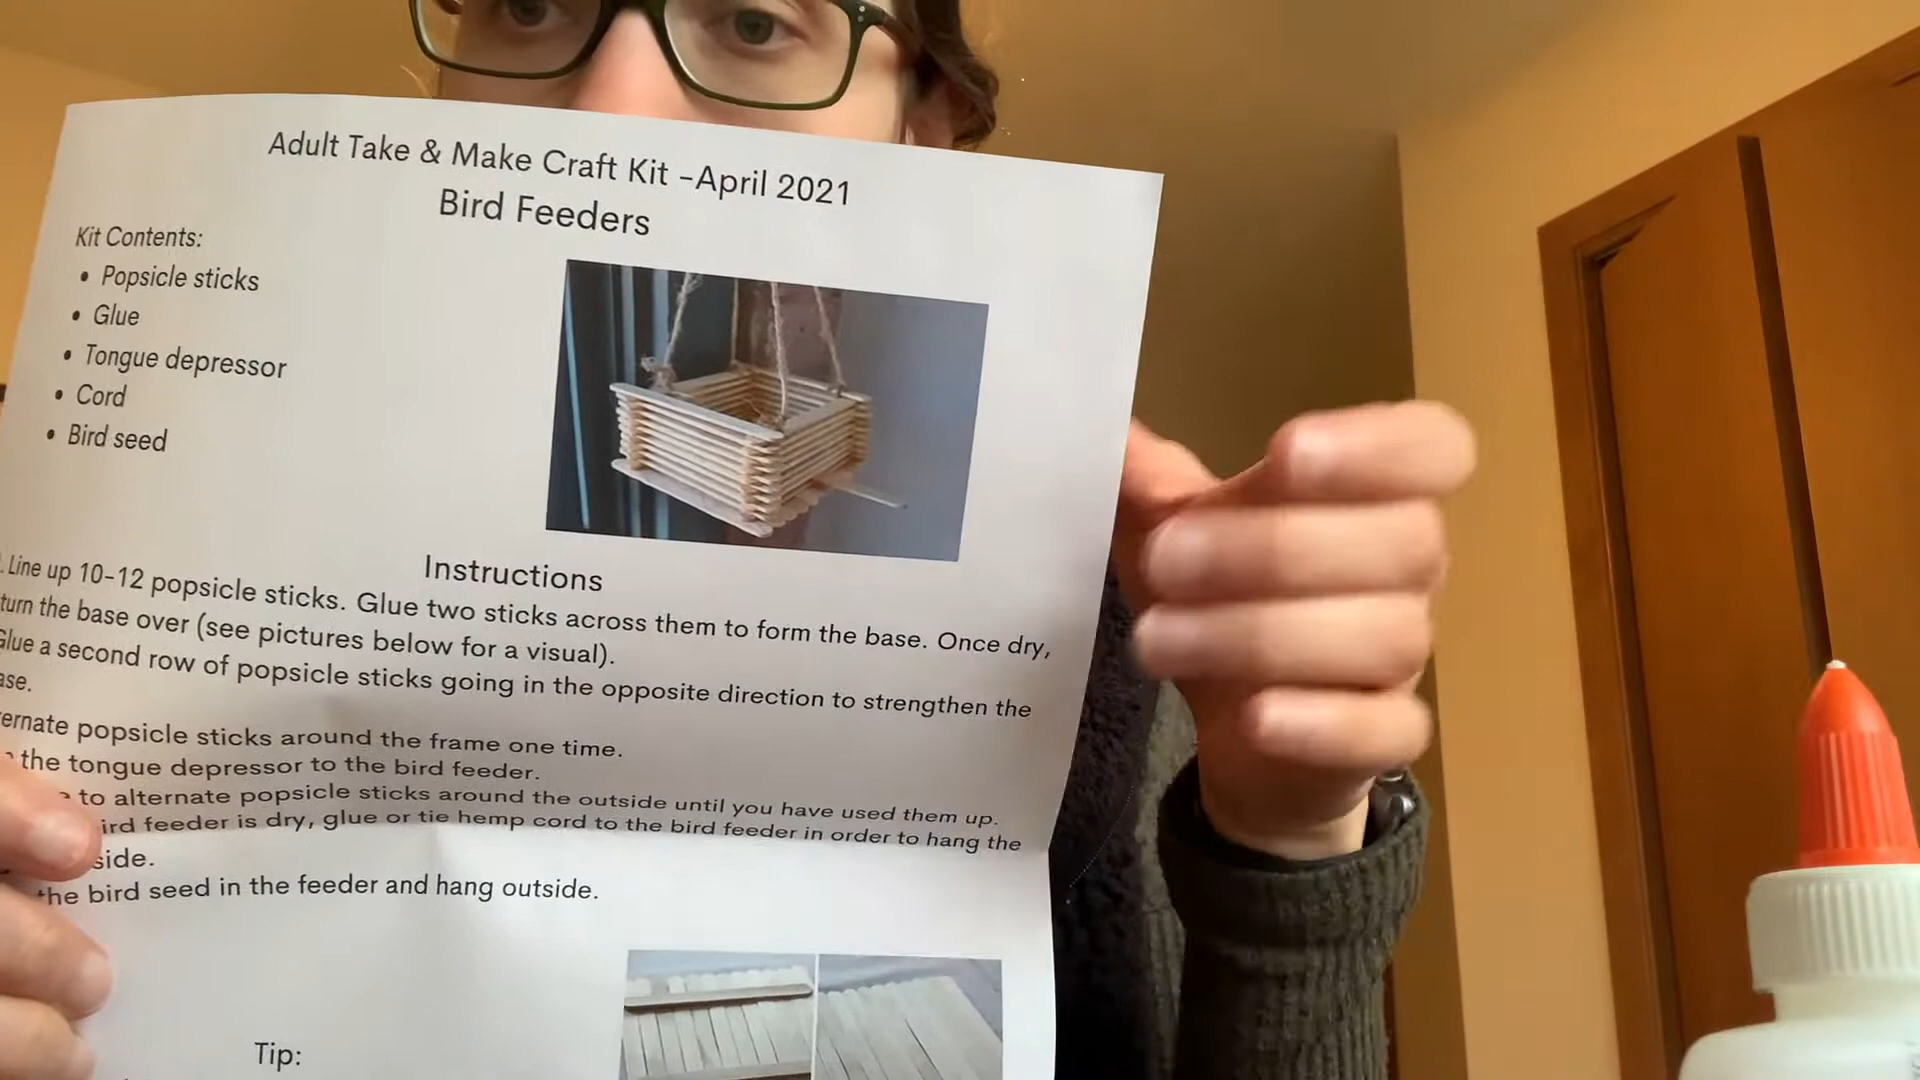 Adult Take & Make Craft Kit -April 2021
Bird Feeders
Kit Contents:
• Popsicle sticks
• Glue
• Tongue depressor
• Cord
• Bird seed
Instructions
. Line up 10-12 popsicle sticks. Glue two sticks across them to form the base. Once dry,
turn the base over (see pictures below for a visual).
Glue a second row of popsicle sticks going in the opposite direction to strengthen the
ase.
ernate popsicle sticks around the frame one time.
the tongue depressor to the bird feeder.
to alternate popsicle sticks around the outside until you have used them up.
ird feeder is dry, glue or tie hemp cord to the bird feeder in order to hang the
side.
the bird seed in the feeder and hang outside.
Tip: